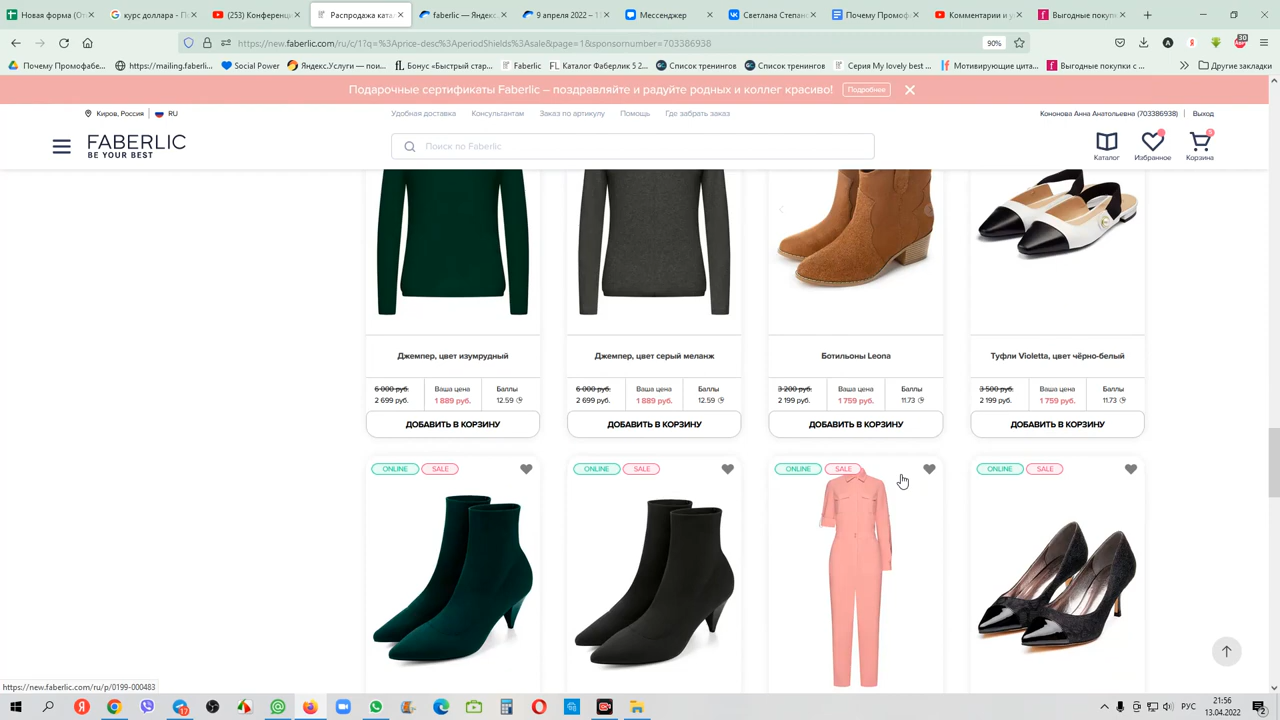 Новая форма (От
курс доллара – П
(253) Конференц
Распродажа ката
faberlic — Яндекс
9 апреля 2022 – 1
Мессенджер
Светлана Степан
Почему Промоф
Комментарии и у
Выгодные покуп
https://new.faberlic.com/ru/c/1?q=%3Aprice-desc%3AperiodShields%3Asale&page=1&sponsornumber=703386938
90%
30
Почему Промофабе...
https://mailing.faberli...
Social Power
Яндекс.Услуги — пои...
Бонус «Быстрый стар...
Faberlic
Каталог Фаберлик 5 2...
Список тренингов
Список тренингов
Серия My lovely best ...
Мотивирующие цита...
Выгодные покупки с ...
Другие закладки
Подарочные сертификаты Faberlic – поздравляйте и радуйте родных и коллег красиво!
Подробнее
Киров, Россия
RU
Удобная доставка
Консультантам
Заказ по артикулу
Помощь
Где забрать заказ
Кононова Анна Анатольевна (703386938)
Выход
FABERLIC
BE YOUR BEST
Поиск по Faberlic
Каталог
Избранное
Корзина
Джемпер, цвет изумрудный
Джемпер, цвет серый меланж
Ботильоны Leona
Туфли Violetta, цвет чёрно-белый
6 000 руб. Ваша цена Баллы
2 699 руб. 1 889 руб. 12.59
6 000 руб. Ваша цена Баллы
2 699 руб. 1 889 руб. 12.59
3 200 руб. Ваша цена Баллы
2 199 руб. 1 759 руб. 11.73
3 500 руб. Ваша цена Баллы
2 199 руб. 1 759 руб. 11.73
ДОБАВИТЬ В КОРЗИНУ
ДОБАВИТЬ В КОРЗИНУ
ДОБАВИТЬ В КОРЗИНУ
ДОБАВИТЬ В КОРЗИНУ
ONLINE SALE
ONLINE SALE
ONLINE SALE
ONLINE SALE
https://new.faberlic.com/ru/p/0199-000483
РУС
21:56
13.04.2022
2